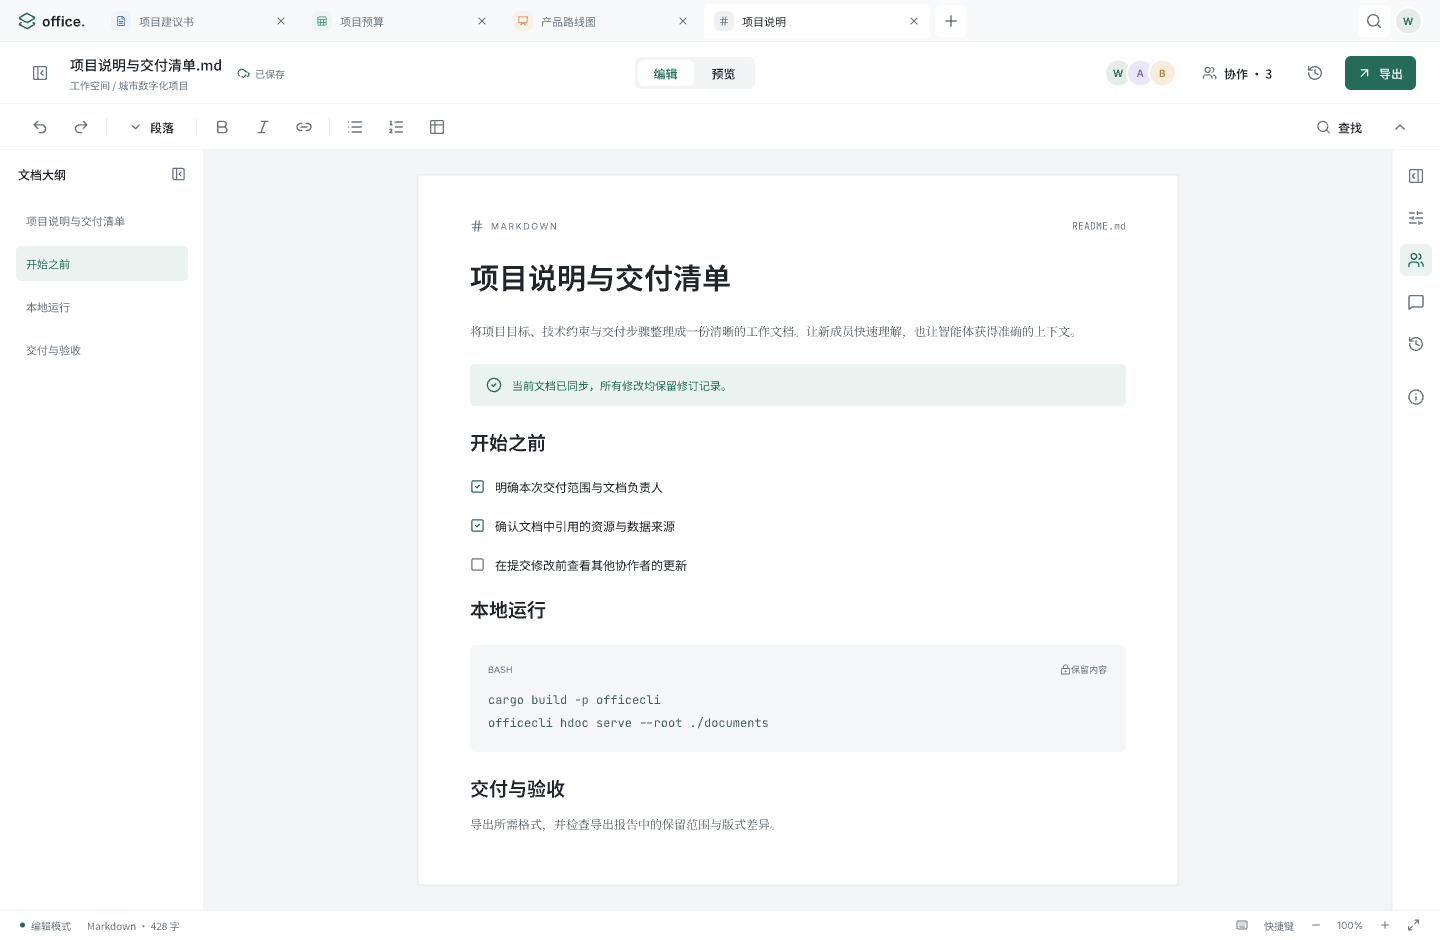 office.
项目建议书
项目预算
产品路线图
项目说明
W
项目说明与交付清单.md
已保存
工作空间 / 城市数字化项目
编辑
预览
W A B
协作 · 3
导出
段落
查找
文档大纲
项目说明与交付清单
开始之前
本地运行
交付与验收
MARKDOWN
README.md
项目说明与交付清单
将项目目标、技术约束与交付步骤整理成一份清晰的工作文档。让新成员快速理解，也让智能体获得准确的上下文。
当前文档已同步，所有修改均保留修订记录。
开始之前
明确本次交付范围与文档负责人
确认文档中引用的资源与数据来源
在提交修改前查看其他协作者的更新
本地运行
BASH
保留内容
cargo build -p officecli
officecli hdoc serve --root ./documents
交付与验收
导出所需格式，并检查导出报告中的保留范围与版式差异。
编辑模式
Markdown · 428 字
快捷键
100%